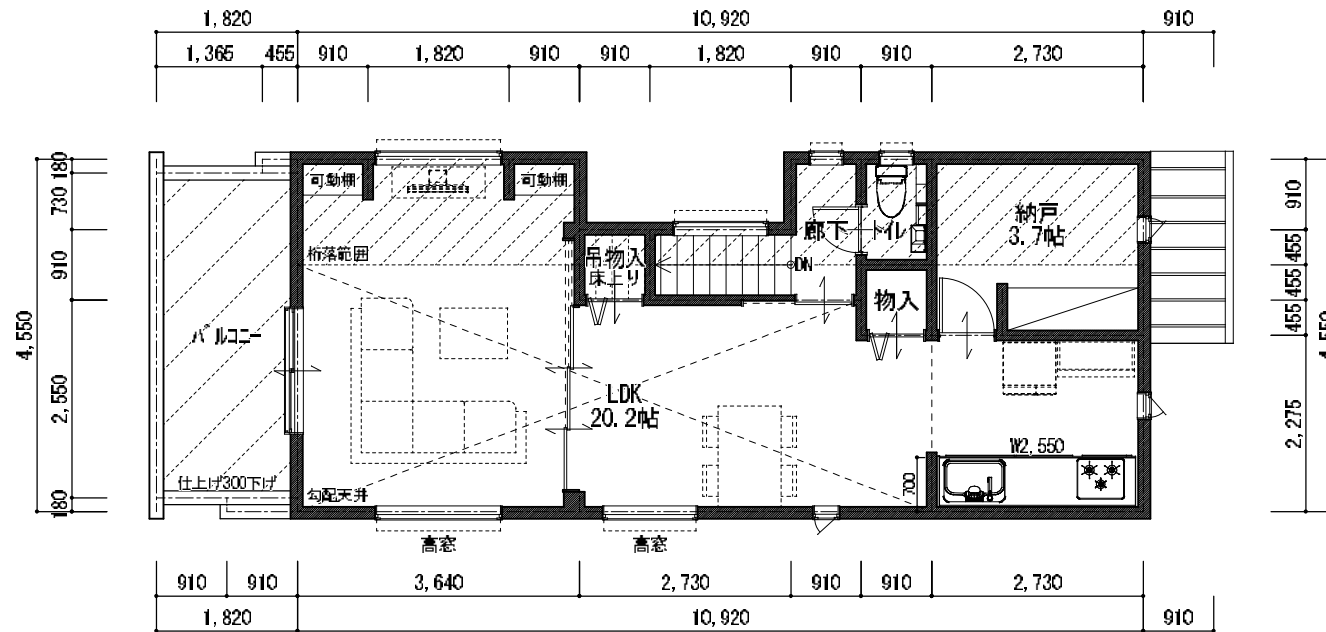 1,820 10,920 910
1,365 455 910 1,820 910 910 1,820 910 910 2,730
4,550
180
730
910
2,550
180
910
455
455
455
2,275
4,550
可動棚 可動棚
桁落範囲
吊物入
床上り
廊下
トイレ
納戸
3.7帖
DN
物入
バルコニー
LDK
20.2帖
W2,550
700
仕上げ300下げ
勾配天井
高窓 高窓
910 910 3,640 2,730 910 910 2,730
1,820 10,920 910